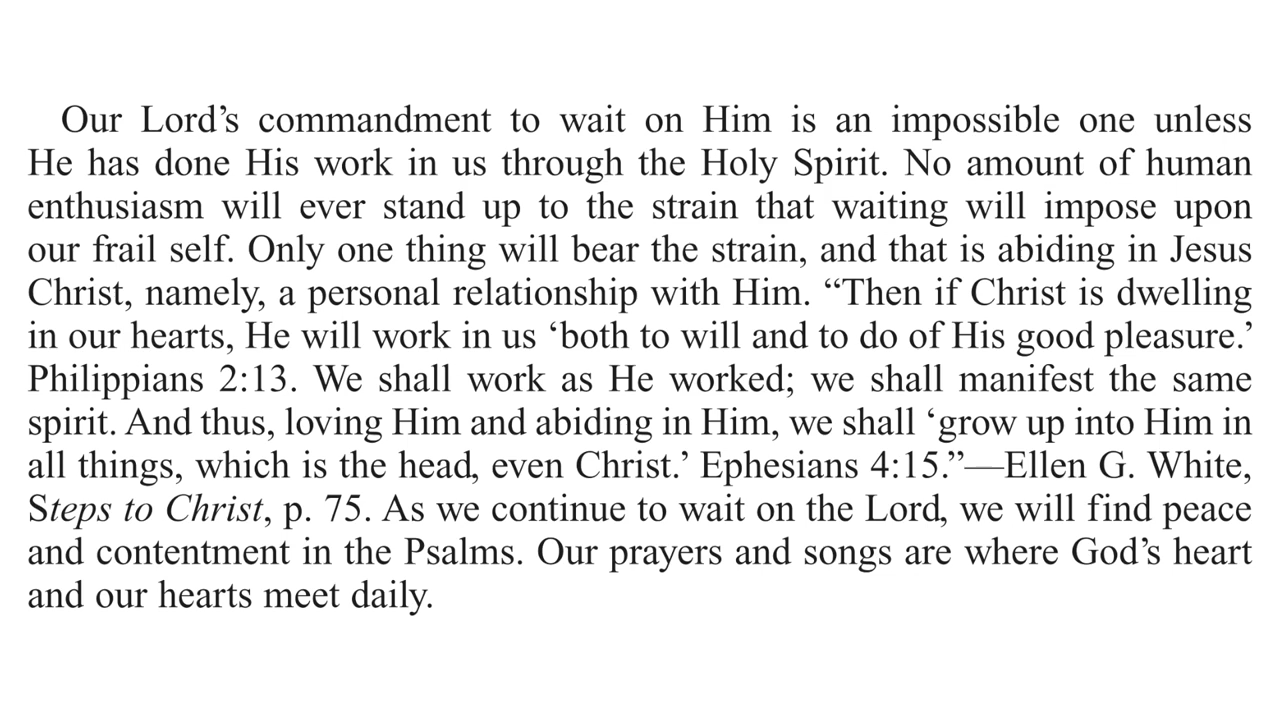 Our Lord’s commandment to wait on Him is an impossible one unless
He has done His work in us through the Holy Spirit. No amount of human
enthusiasm will ever stand up to the strain that waiting will impose upon
our frail self. Only one thing will bear the strain, and that is abiding in Jesus
Christ, namely, a personal relationship with Him. “Then if Christ is dwelling
in our hearts, He will work in us ‘both to will and to do of His good pleasure.’
Philippians 2:13. We shall work as He worked; we shall manifest the same
spirit. And thus, loving Him and abiding in Him, we shall ‘grow up into Him in
all things, which is the head, even Christ.’ Ephesians 4:15.”—Ellen G. White,
Steps to Christ, p. 75. As we continue to wait on the Lord, we will find peace
and contentment in the Psalms. Our prayers and songs are where God’s heart
and our hearts meet daily.